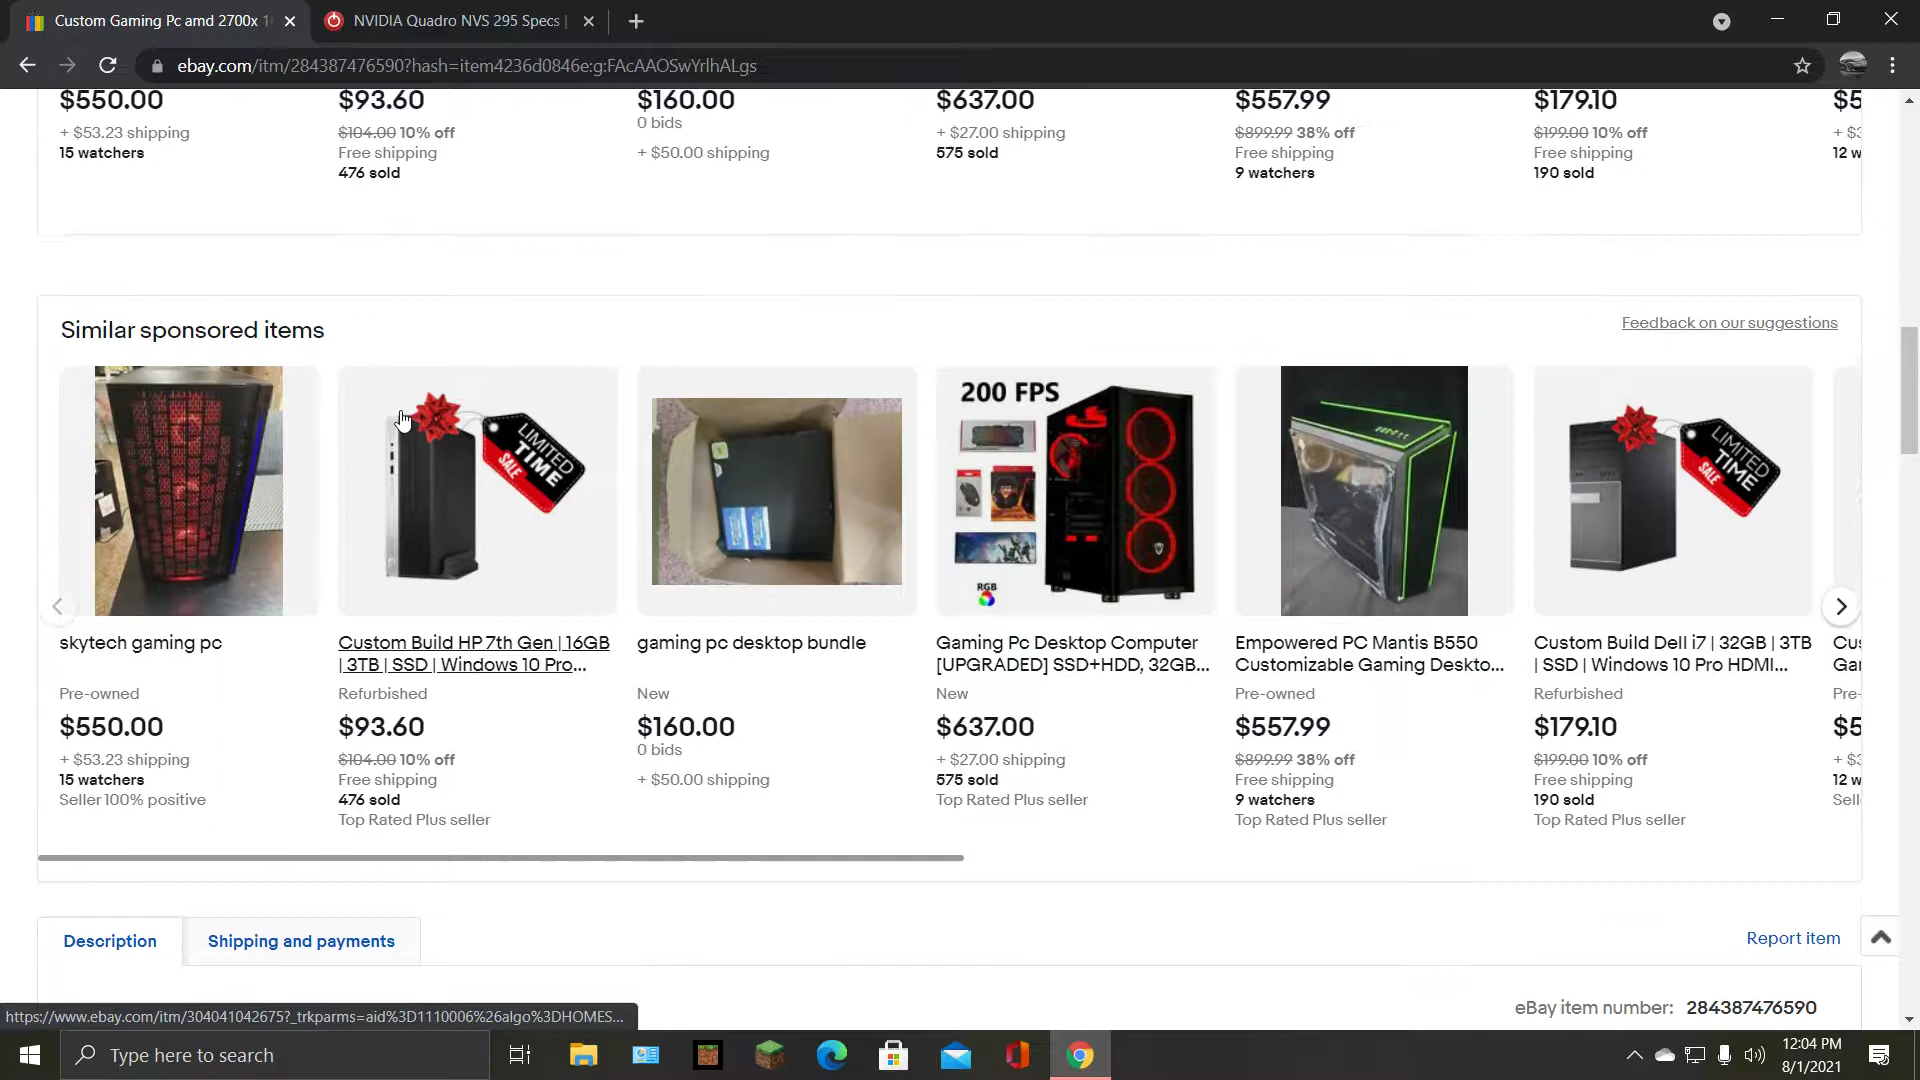 Custom Gaming Pc amd 2700x 1
NVIDIA Quadro NVS 295 Specs |
ebay.com/itm/284387476590?hash=item4236d0846e:g:FAcAAOSwYrlhALgs
$550.00 $93.60 $160.00 $637.00 $557.99 $179.10 $5
+ $53.23 shipping $104.00 10% off 0 bids + $27.00 shipping $899.99 38% off $199.00 10% off + $3
15 watchers Free shipping + $50.00 shipping 575 sold Free shipping Free shipping 12 w
476 sold 9 watchers 190 sold
Similar sponsored items
Feedback on our suggestions
LIMITED
TIME
SALE
200 FPS
RGB
LIMITED
TIME
SALE
skytech gaming pc
Pre-owned
$550.00
+ $53.23 shipping
15 watchers
Seller 100% positive
Custom Build HP 7th Gen | 16GB
| 3TB | SSD | Windows 10 Pro...
Refurbished
$93.60
$104.00 10% off
Free shipping
476 sold
Top Rated Plus seller
gaming pc desktop bundle
New
$160.00
0 bids
+ $50.00 shipping
Gaming Pc Desktop Computer
[UPGRADED] SSD+HDD, 32GB...
New
$637.00
+ $27.00 shipping
575 sold
Top Rated Plus seller
Empowered PC Mantis B550
Customizable Gaming Deskto...
Pre-owned
$557.99
$899.99 38% off
Free shipping
9 watchers
Top Rated Plus seller
Custom Build Dell i7 | 32GB | 3TB
| SSD | Windows 10 Pro HDMI...
Refurbished
$179.10
$199.00 10% off
Free shipping
190 sold
Top Rated Plus seller
Cus
Gar
Pre-
$5
+ $3
12 w
Sell
Description
Shipping and payments
Report item
eBay item number: 284387476590
https://www.ebay.com/itm/304041042675?_trkparms=aid%3D1110006%26algo%3DHOMES...
Type here to search
12:04 PM
8/1/2021